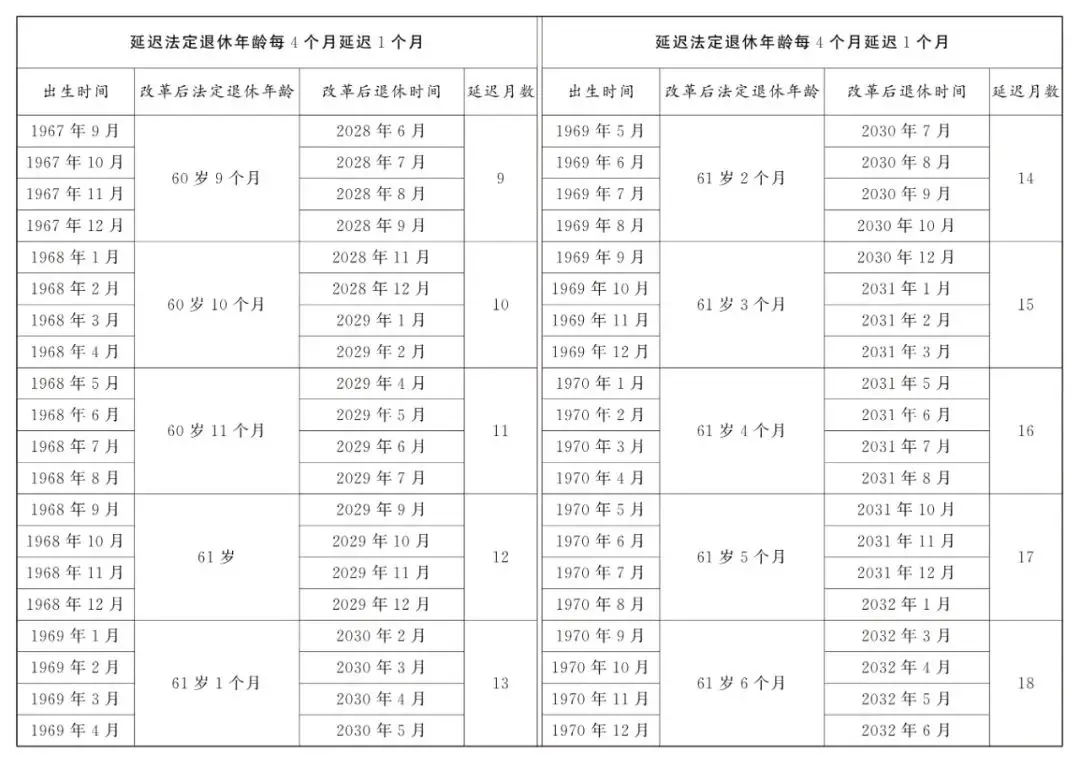 延迟法定退休年龄每 4 个月延迟 1 个月
出生时间 改革后法定退休年龄 改革后退休时间 延迟月数
1967 年 9 月 60 岁 9 个月 2028 年 6 月 9
1967 年 10 月 2028 年 7 月
1967 年 11 月 2028 年 8 月
1967 年 12 月 2028 年 9 月
1968 年 1 月 60 岁 10 个月 2028 年 11 月 10
1968 年 2 月 2028 年 12 月
1968 年 3 月 2029 年 1 月
1968 年 4 月 2029 年 2 月
1968 年 5 月 60 岁 11 个月 2029 年 4 月 11
1968 年 6 月 2029 年 5 月
1968 年 7 月 2029 年 6 月
1968 年 8 月 2029 年 7 月
1968 年 9 月 61 岁 2029 年 9 月 12
1968 年 10 月 2029 年 10 月
1968 年 11 月 2029 年 11 月
1968 年 12 月 2029 年 12 月
1969 年 1 月 61 岁 1 个月 2030 年 2 月 13
1969 年 2 月 2030 年 3 月
1969 年 3 月 2030 年 4 月
1969 年 4 月 2030 年 5 月
延迟法定退休年龄每 4 个月延迟 1 个月
出生时间 改革后法定退休年龄 改革后退休时间 延迟月数
1969 年 5 月 61 岁 2 个月 2030 年 7 月 14
1969 年 6 月 2030 年 8 月
1969 年 7 月 2030 年 9 月
1969 年 8 月 2030 年 10 月
1969 年 9 月 61 岁 3 个月 2030 年 12 月 15
1969 年 10 月 2031 年 1 月
1969 年 11 月 2031 年 2 月
1969 年 12 月 2031 年 3 月
1970 年 1 月 61 岁 4 个月 2031 年 5 月 16
1970 年 2 月 2031 年 6 月
1970 年 3 月 2031 年 7 月
1970 年 4 月 2031 年 8 月
1970 年 5 月 61 岁 5 个月 2031 年 10 月 17
1970 年 6 月 2031 年 11 月
1970 年 7 月 2031 年 12 月
1970 年 8 月 2032 年 1 月
1970 年 9 月 61 岁 6 个月 2032 年 3 月 18
1970 年 10 月 2032 年 4 月
1970 年 11 月 2032 年 5 月
1970 年 12 月 2032 年 6 月